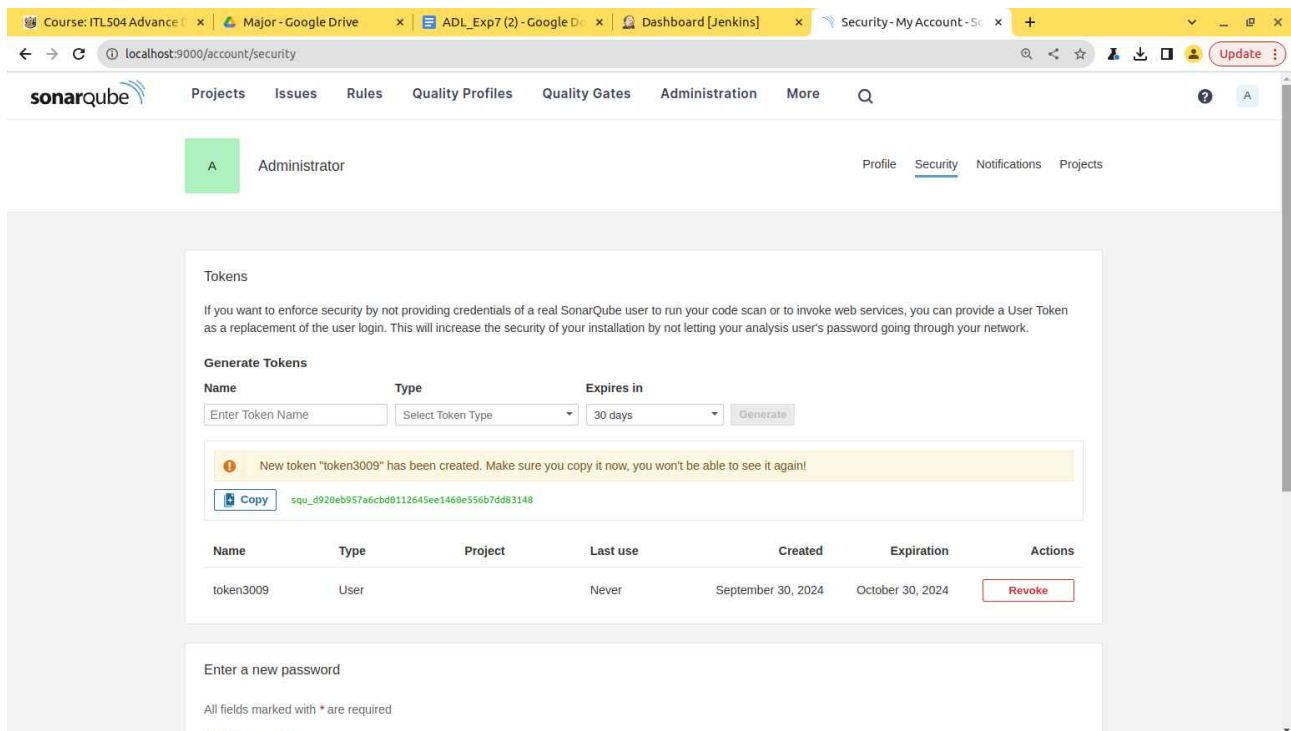 Course: ITL504 Advance D
Major - Google Drive
ADL_Exp7 (2) - Google Do
Dashboard [Jenkins]
Security - My Account - So
localhost:9000/account/security
Update
sonarqube
Projects
Issues
Rules
Quality Profiles
Quality Gates
Administration
More
A
A
Administrator
Profile
Security
Notifications
Projects
Tokens
If you want to enforce security by not providing credentials of a real SonarQube user to run your code scan or to invoke web services, you can provide a User Token
as a replacement of the user login. This will increase the security of your installation by not letting your analysis user's password going through your network.
Generate Tokens
Name
Type
Expires in
Enter Token Name
Select Token Type
30 days
Generate
New token "token3009" has been created. Make sure you copy it now, you won't be able to see it again!
Copy
squ_d920eb957a6cbd0112645ee1460e556b7dd83148
Name Type Project Last use Created Expiration Actions
token3009 User Never September 30, 2024 October 30, 2024 Revoke
Enter a new password
All fields marked with * are required